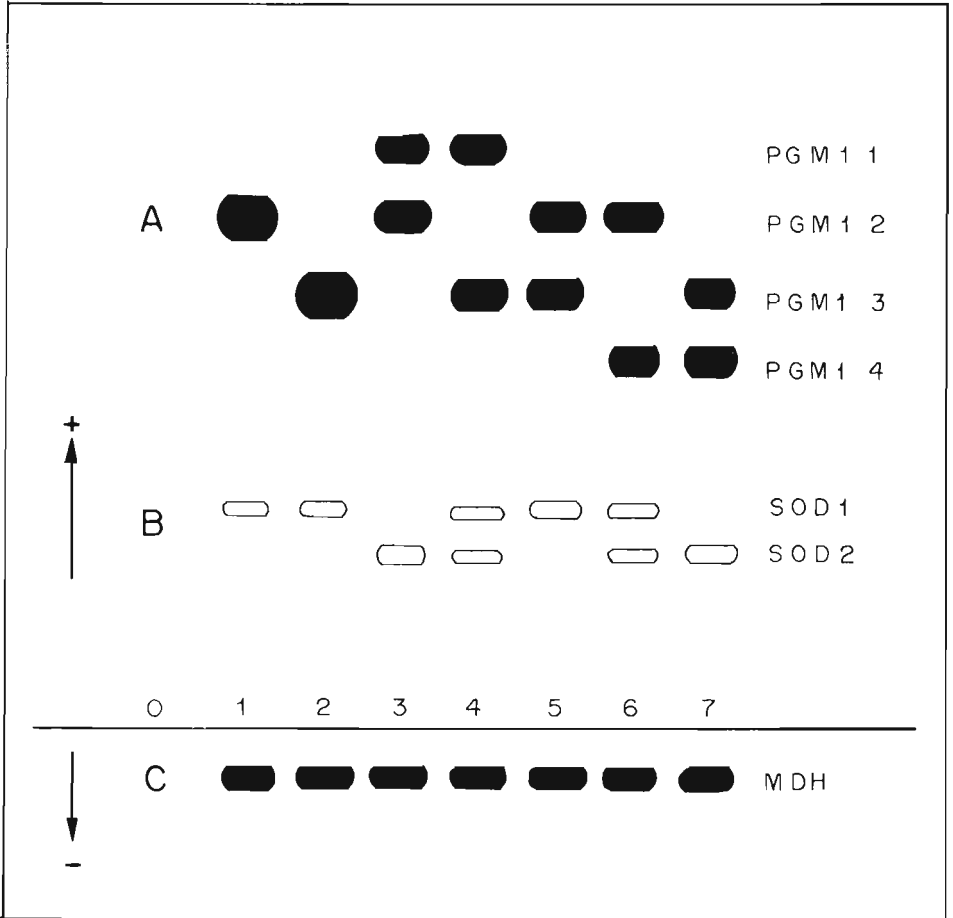 PGM1 1
A PGM1 2
PGM1 3
PGM1 4
+
B SOD1
SOD2
0 1 2 3 4 5 6 7
C MDH
-